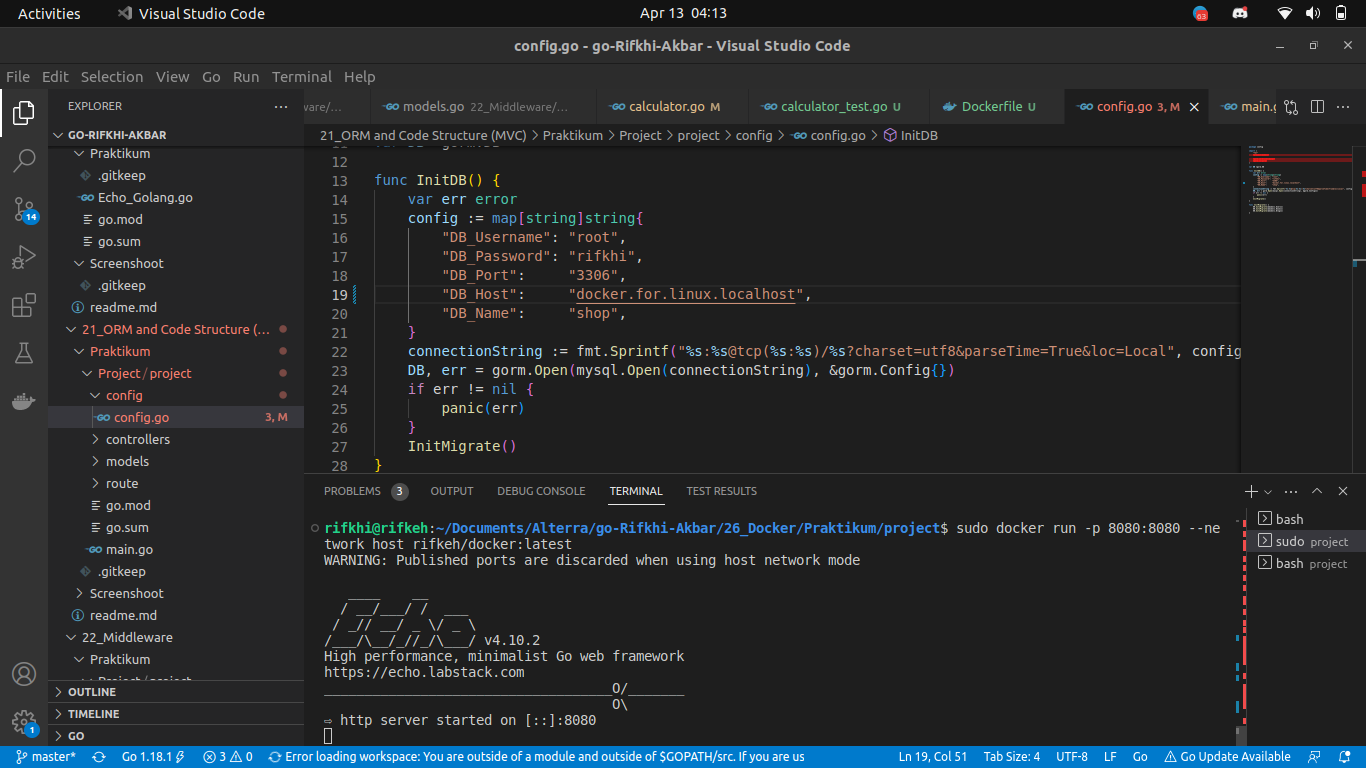 Activities
Visual Studio Code
Apr 13 04:13
63
config.go - go-Rifkhi-Akbar - Visual Studio Code
File Edit Selection View Go Run Terminal Help
EXPLORER
ware/...
models.go 22_Middleware/...
calculator.go M
calculator_test.go U
Dockerfile U
config.go 3, M
main.g
21_ORM and Code Structure (MVC) > Praktikum > Project > project > config > config.go > InitDB
GO-RIFKHI-AKBAR
Praktikum
.gitkeep
Echo_Golang.go
go.mod
go.sum
Screenshoot
.gitkeep
readme.md
21_ORM and Code Structure (...
Praktikum
Project / project
config
config.go 3, M
controllers
models
route
go.mod
go.sum
main.go
.gitkeep
Screenshoot
readme.md
22_Middleware
Praktikum
OUTLINE
TIMELINE
GO
14
1
12
13 func InitDB() {
14 var err error
15 config := map[string]string{
16 "DB_Username": "root",
17 "DB_Password": "rifkhi",
18 "DB_Port": "3306",
19 "DB_Host": "docker.for.linux.localhost",
20 "DB_Name": "shop",
21 }
22 connectionString := fmt.Sprintf("%s:%s@tcp(%s:%s)/%s?charset=utf8&parseTime=True&loc=Local", config
23 DB, err = gorm.Open(mysql.Open(connectionString), &gorm.Config{})
24 if err != nil {
25 panic(err)
26 }
27 InitMigrate()
28 }
PROBLEMS 3 OUTPUT DEBUG CONSOLE TERMINAL TEST RESULTS
rifkhi@rifkeh:~/Documents/Alterra/go-Rifkhi-Akbar/26_Docker/Praktikum/project$ sudo docker run -p 8080:8080 --ne
twork host rifkeh/docker:latest
WARNING: Published ports are discarded when using host network mode
   ____    __
  / __/___/ /  ___
 / _// __/ _ \/ _ \
/___/\__/_//_/\___/ v4.10.2
High performance, minimalist Go web framework
https://echo.labstack.com
____________________________________O/_______
                                    O\
⇨ http server started on [::]:8080
bash
sudo project
bash project
master* Go 1.18.1 3 0 Error loading workspace: You are outside of a module and outside of $GOPATH/src. If you are us
Ln 19, Col 51 Tab Size: 4 UTF-8 LF Go Go Update Available